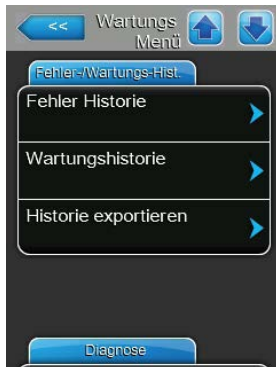 << Wartungs
Menü
Fehler-/Wartungs-Hist.
Fehler Historie
Wartungshistorie
Historie exportieren
Diagnose